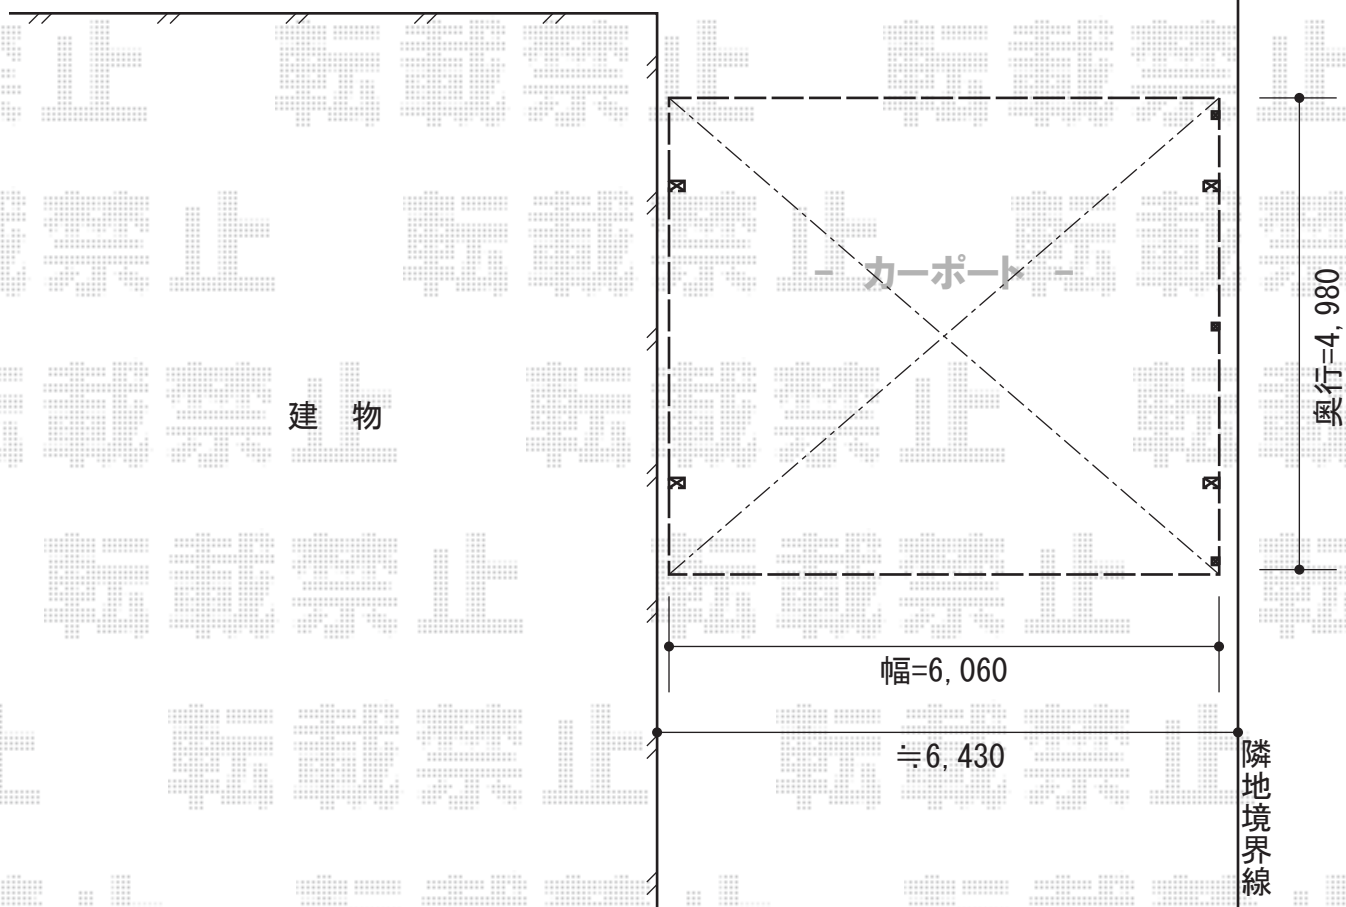 転載禁止
- カーポート -
奥行=4,980
建 物
幅=6,060
≒6,430
隣地境界線